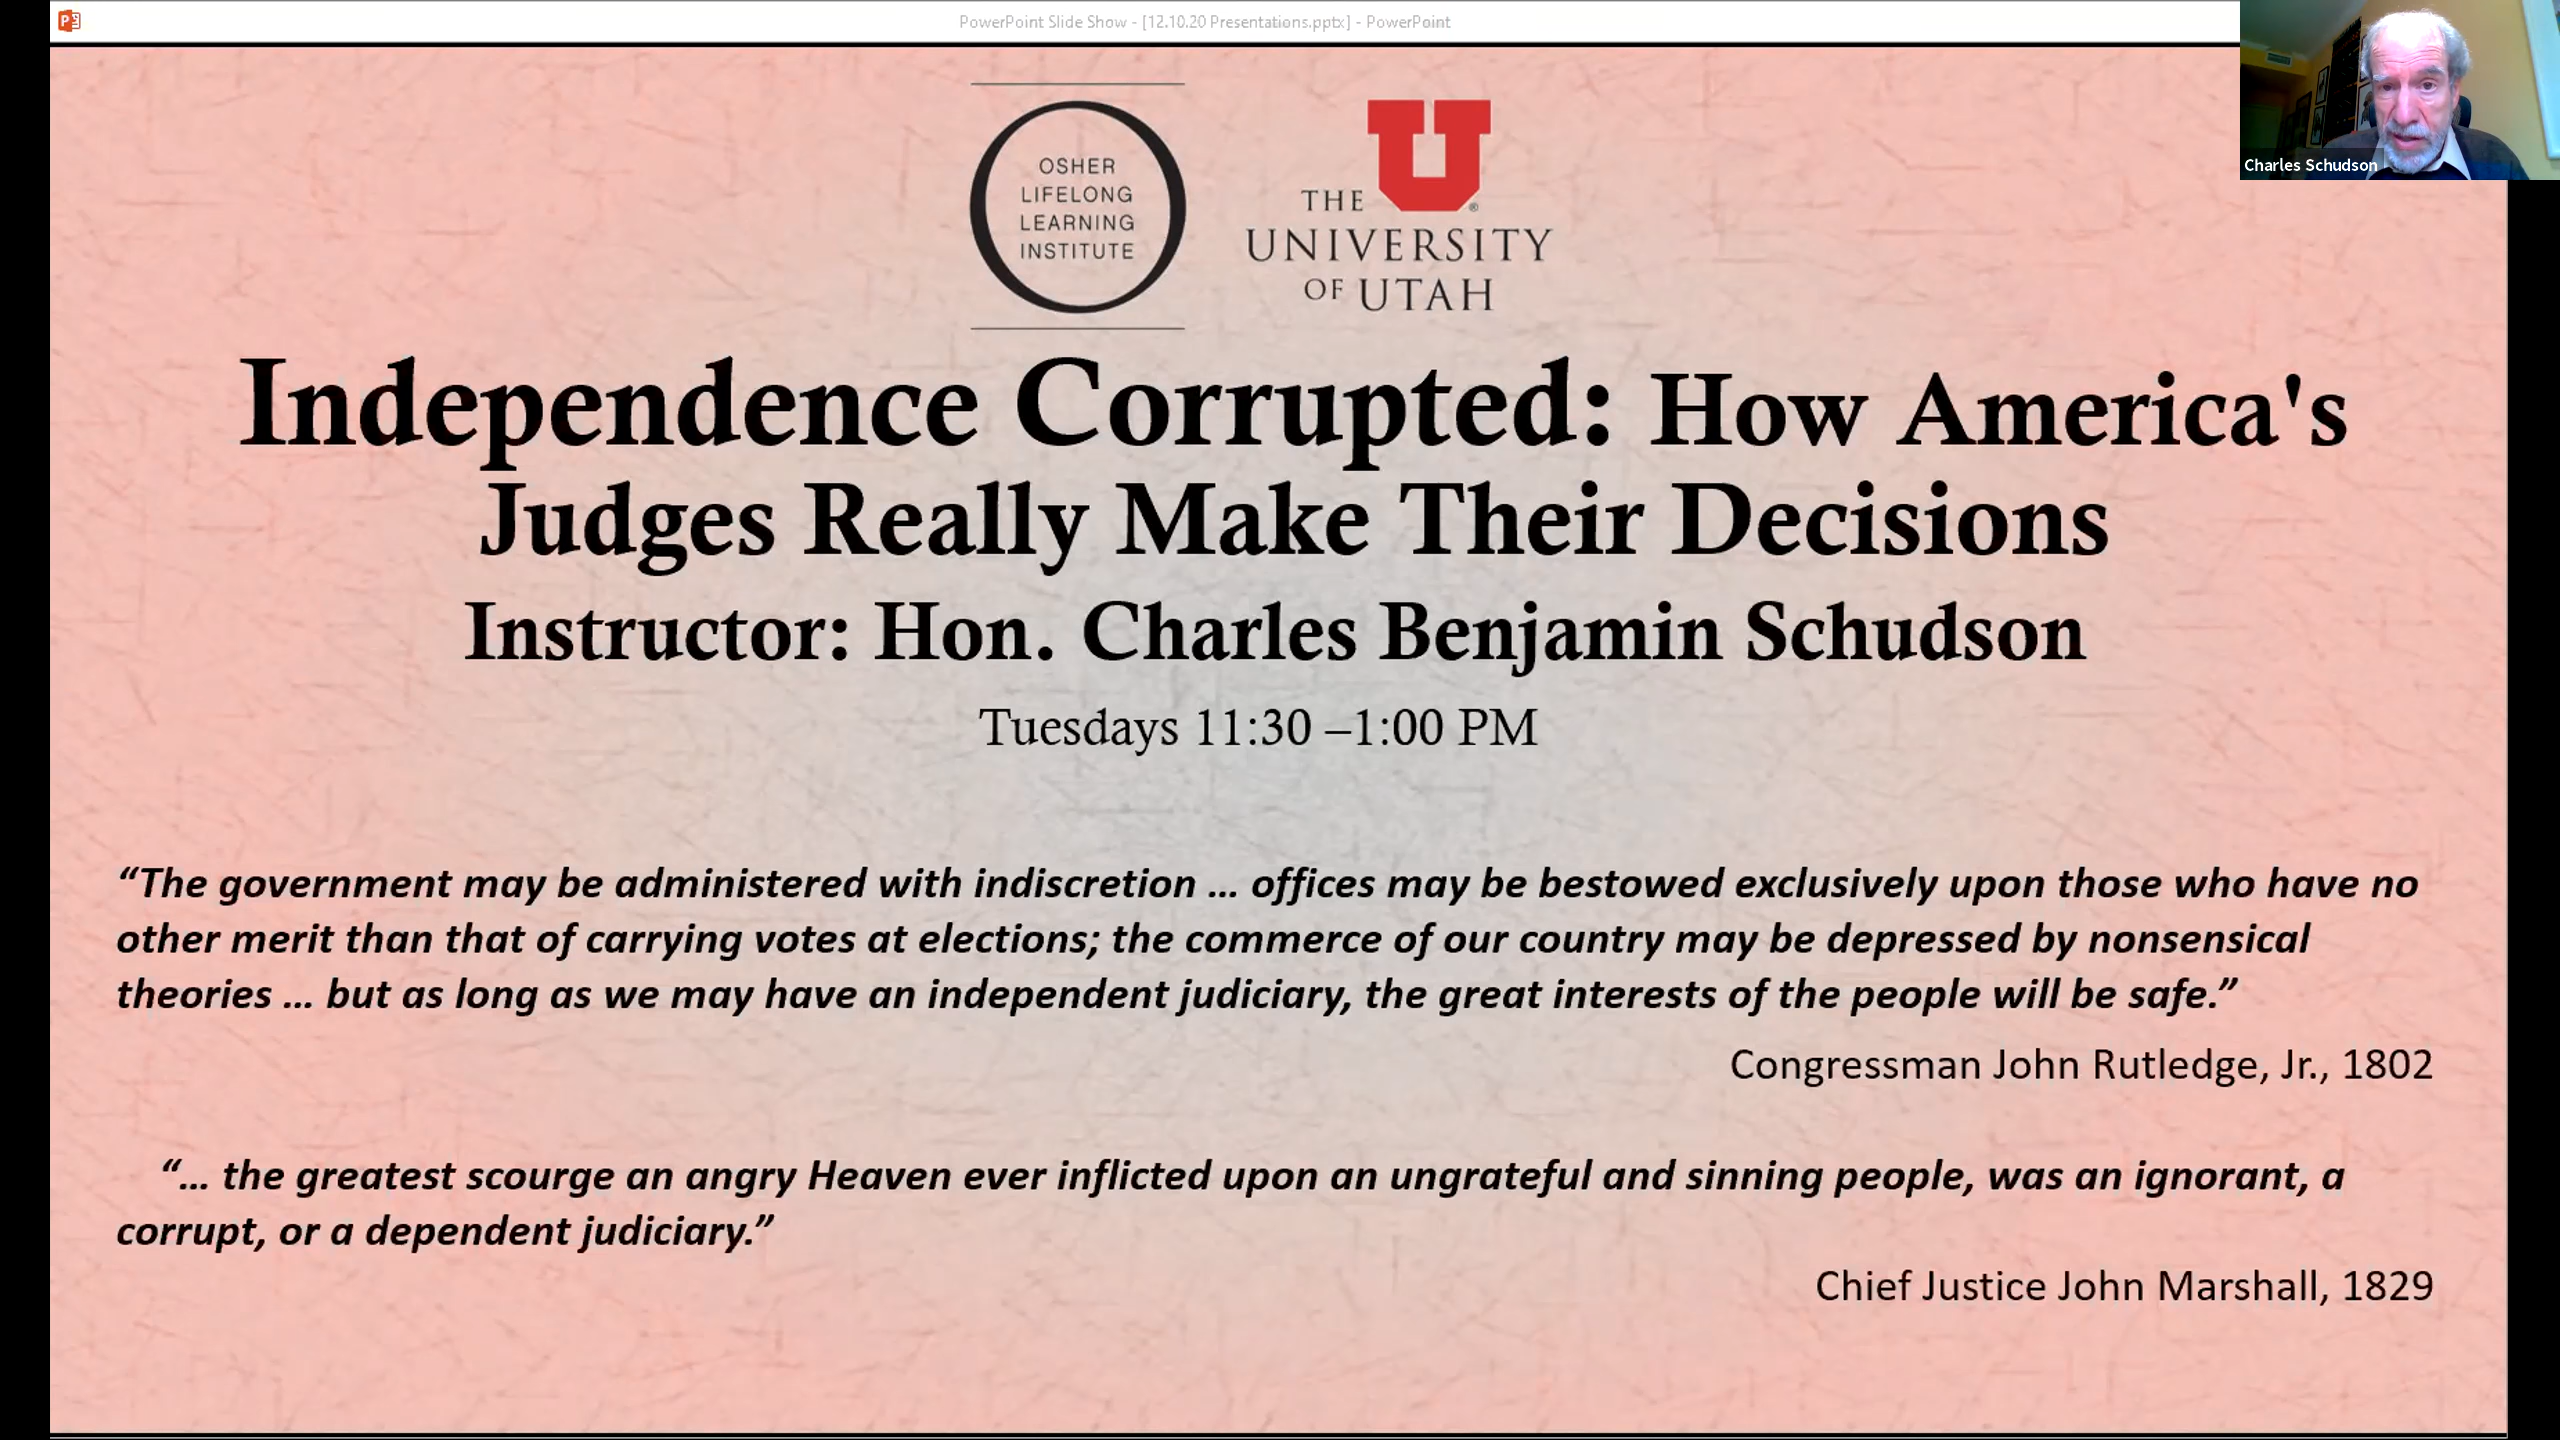 PowerPoint Slide Show - [12.10.20 Presentations.pptx] - PowerPoint
Charles Schudson
OSHER
LIFELONG
LEARNING
INSTITUTE
U
THE
UNIVERSITY
OF UTAH
Independence Corrupted: How America's
Judges Really Make Their Decisions
Instructor: Hon. Charles Benjamin Schudson
Tuesdays 11:30 –1:00 PM
“The government may be administered with indiscretion ... offices may be bestowed exclusively upon those who have no
other merit than that of carrying votes at elections; the commerce of our country may be depressed by nonsensical
theories ... but as long as we may have an independent judiciary, the great interests of the people will be safe.”
Congressman John Rutledge, Jr., 1802
“... the greatest scourge an angry Heaven ever inflicted upon an ungrateful and sinning people, was an ignorant, a
corrupt, or a dependent judiciary.”
Chief Justice John Marshall, 1829